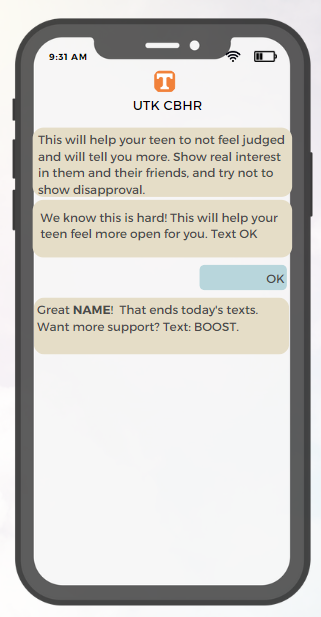 9:31 AM
T
UTK CBHR
This will help your teen to not feel judged
and will tell you more. Show real interest
in them and their friends, and try not to
show disapproval.
We know this is hard! This will help your
teen feel more open for you. Text OK
OK
Great NAME! That ends today's texts.
Want more support? Text: BOOST.